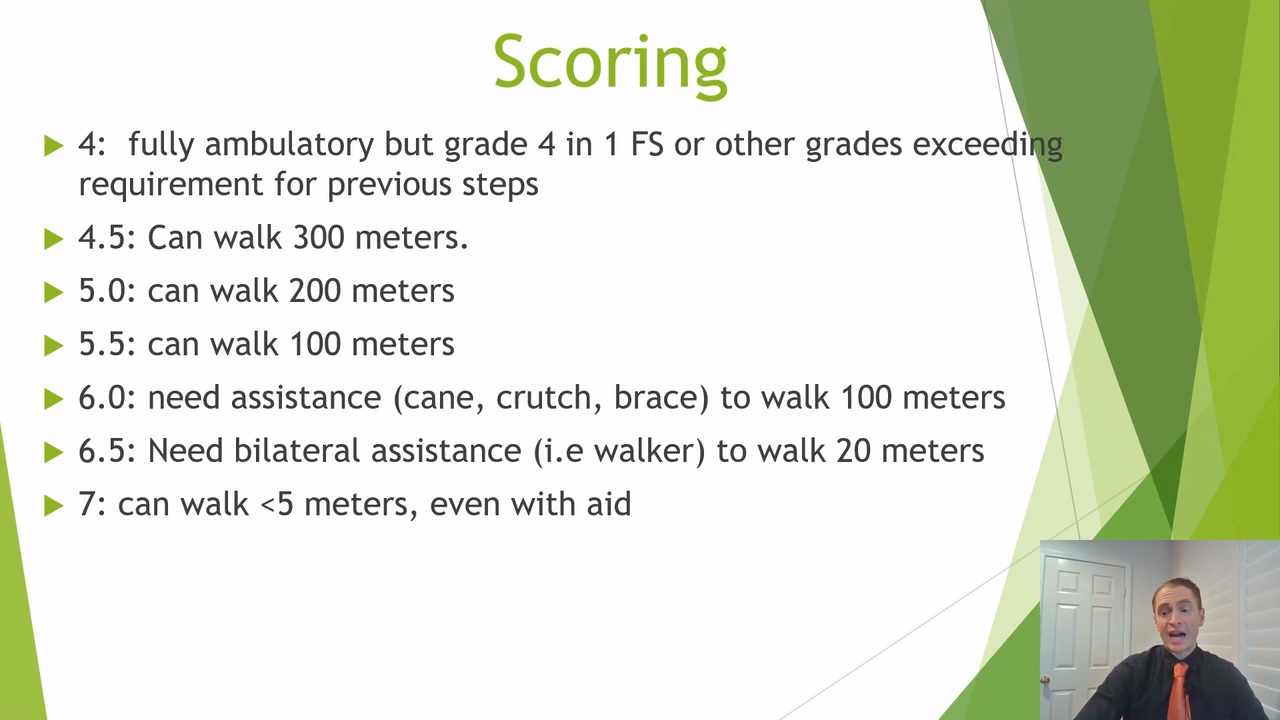 Scoring
4: fully ambulatory but grade 4 in 1 FS or other grades exceeding
requirement for previous steps
4.5: Can walk 300 meters.
5.0: can walk 200 meters
5.5: can walk 100 meters
6.0: need assistance (cane, crutch, brace) to walk 100 meters
6.5: Need bilateral assistance (i.e walker) to walk 20 meters
7: can walk <5 meters, even with aid